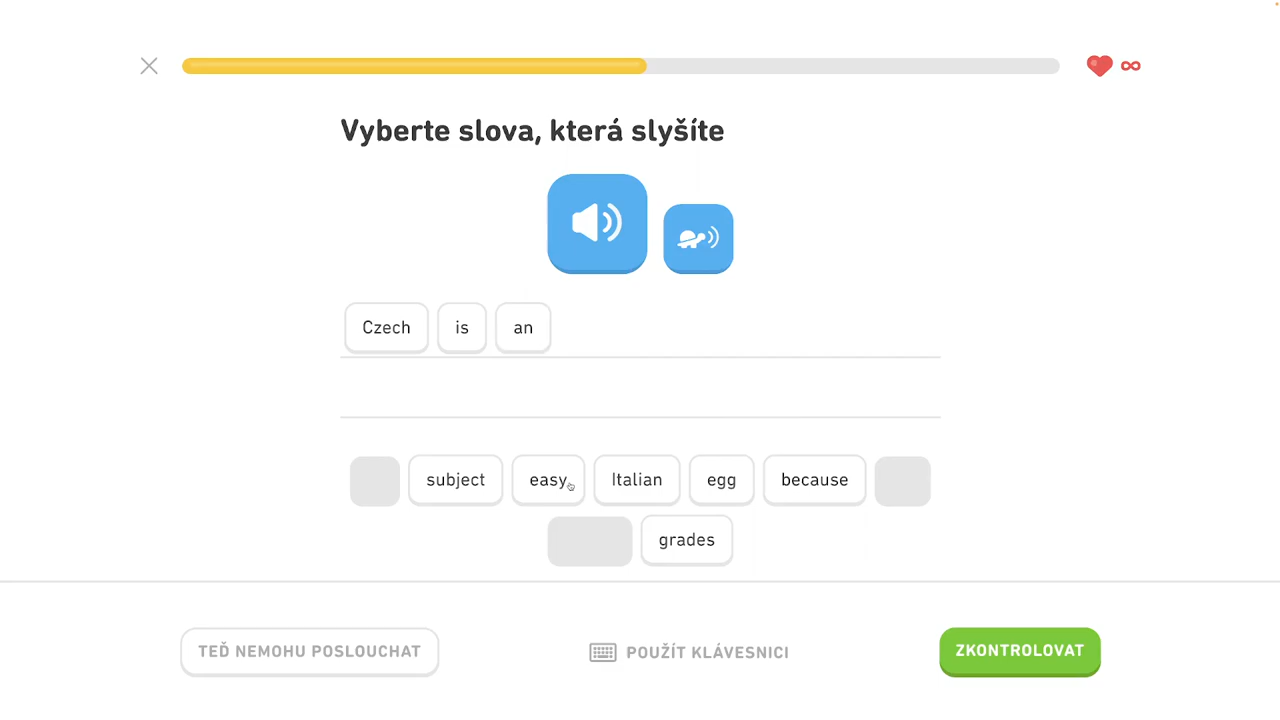 Vyberte slova, která slyšíte
Czech is an
subject easy Italian egg because
grades
TEĎ NEMOHU POSLOUCHAT POUŽÍT KLÁVESNICI ZKONTROLOVAT